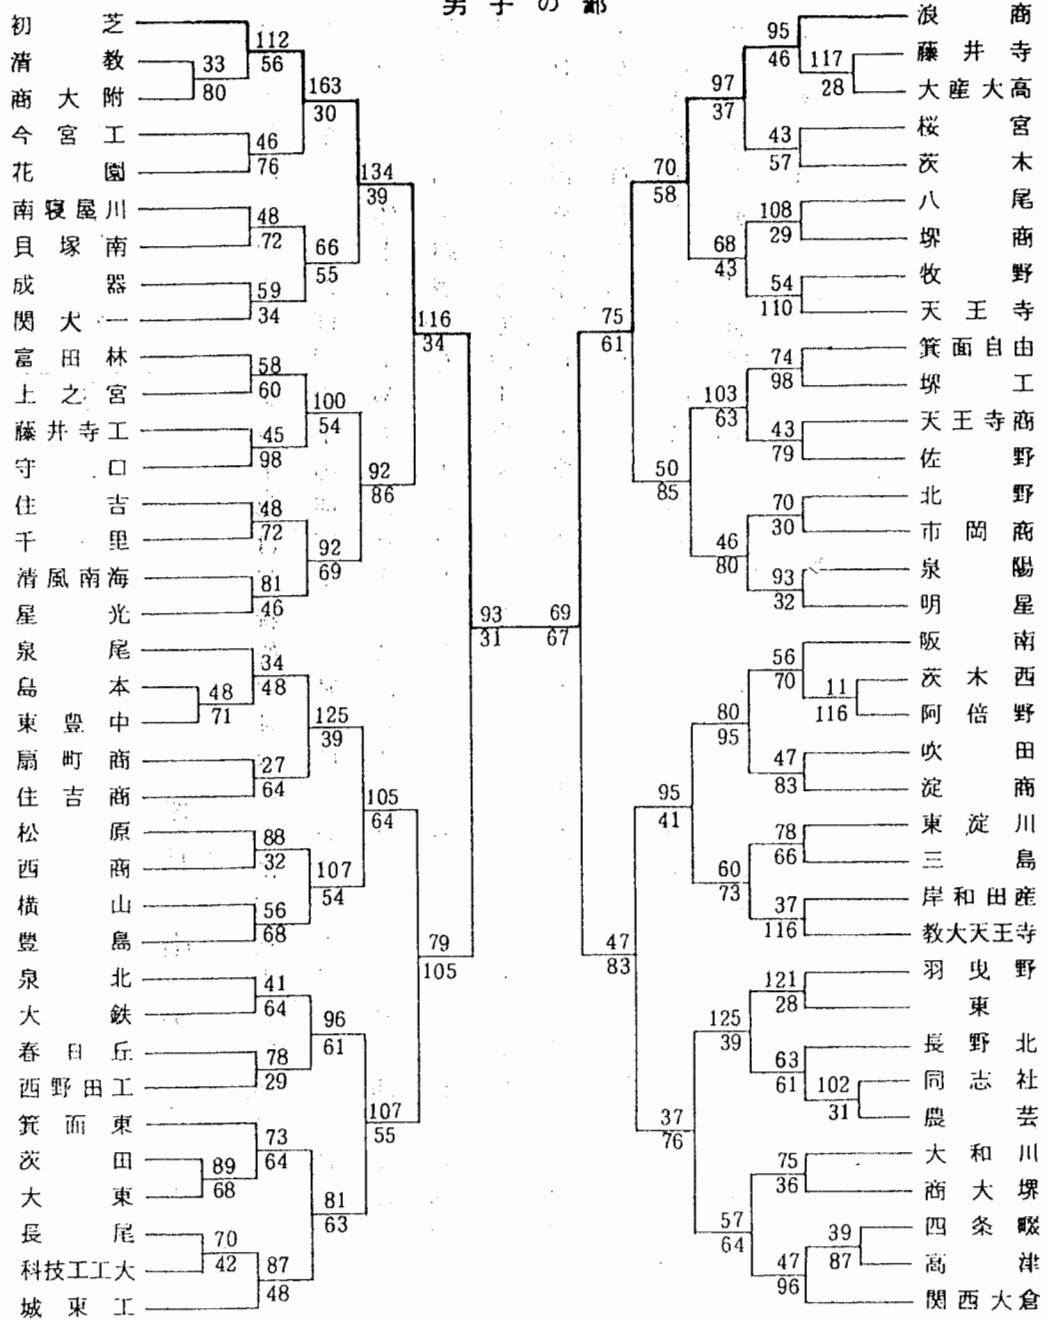 男子の部
初芝
112
56
清教
33
80
商大附
163
30
今宮工
46
76
花園
134
39
南寝屋川
48
72
貝塚南
66
55
成器
59
34
関大一
116
34
富田林
58
60
上之宮
100
54
藤井寺工
45
98
守口
92
86
住吉
48
72
千里
92
69
清風南海
81
46
星光
93
31
泉尾
34
48
島本
48
71
東豊中
125
39
扇町商
27
64
住吉商
105
64
松原
88
32
西商
107
54
横山
56
68
豊島
79
105
泉北
41
64
大鉄
96
61
春日丘
78
29
西野田工
107
55
箕面東
73
64
茨田
89
68
大東
81
63
長尾
70
42
科技工工大
87
48
城東工
浪商
95
46
藤井寺
117
28
大産大高
97
37
桜宮
43
57
茨木
70
58
八尾
108
29
堺商
68
43
牧野
54
110
天王寺
75
61
箕面自由
74
98
堺工
103
63
天王寺商
43
79
佐野
50
85
北野
70
30
市岡商
46
80
泉陽
93
32
明星
69
67
阪南
56
70
茨木西
11
116
阿倍野
80
95
吹田
47
83
淀商
95
41
東淀川
78
66
三島
60
73
岸和田産
37
116
教大天王寺
47
83
羽曳野
121
28
東
125
39
長野北
63
61
同志社
102
31
農芸
37
76
大和川
75
36
商大堺
57
64
四条畷
39
87
高津
47
96
関西大倉